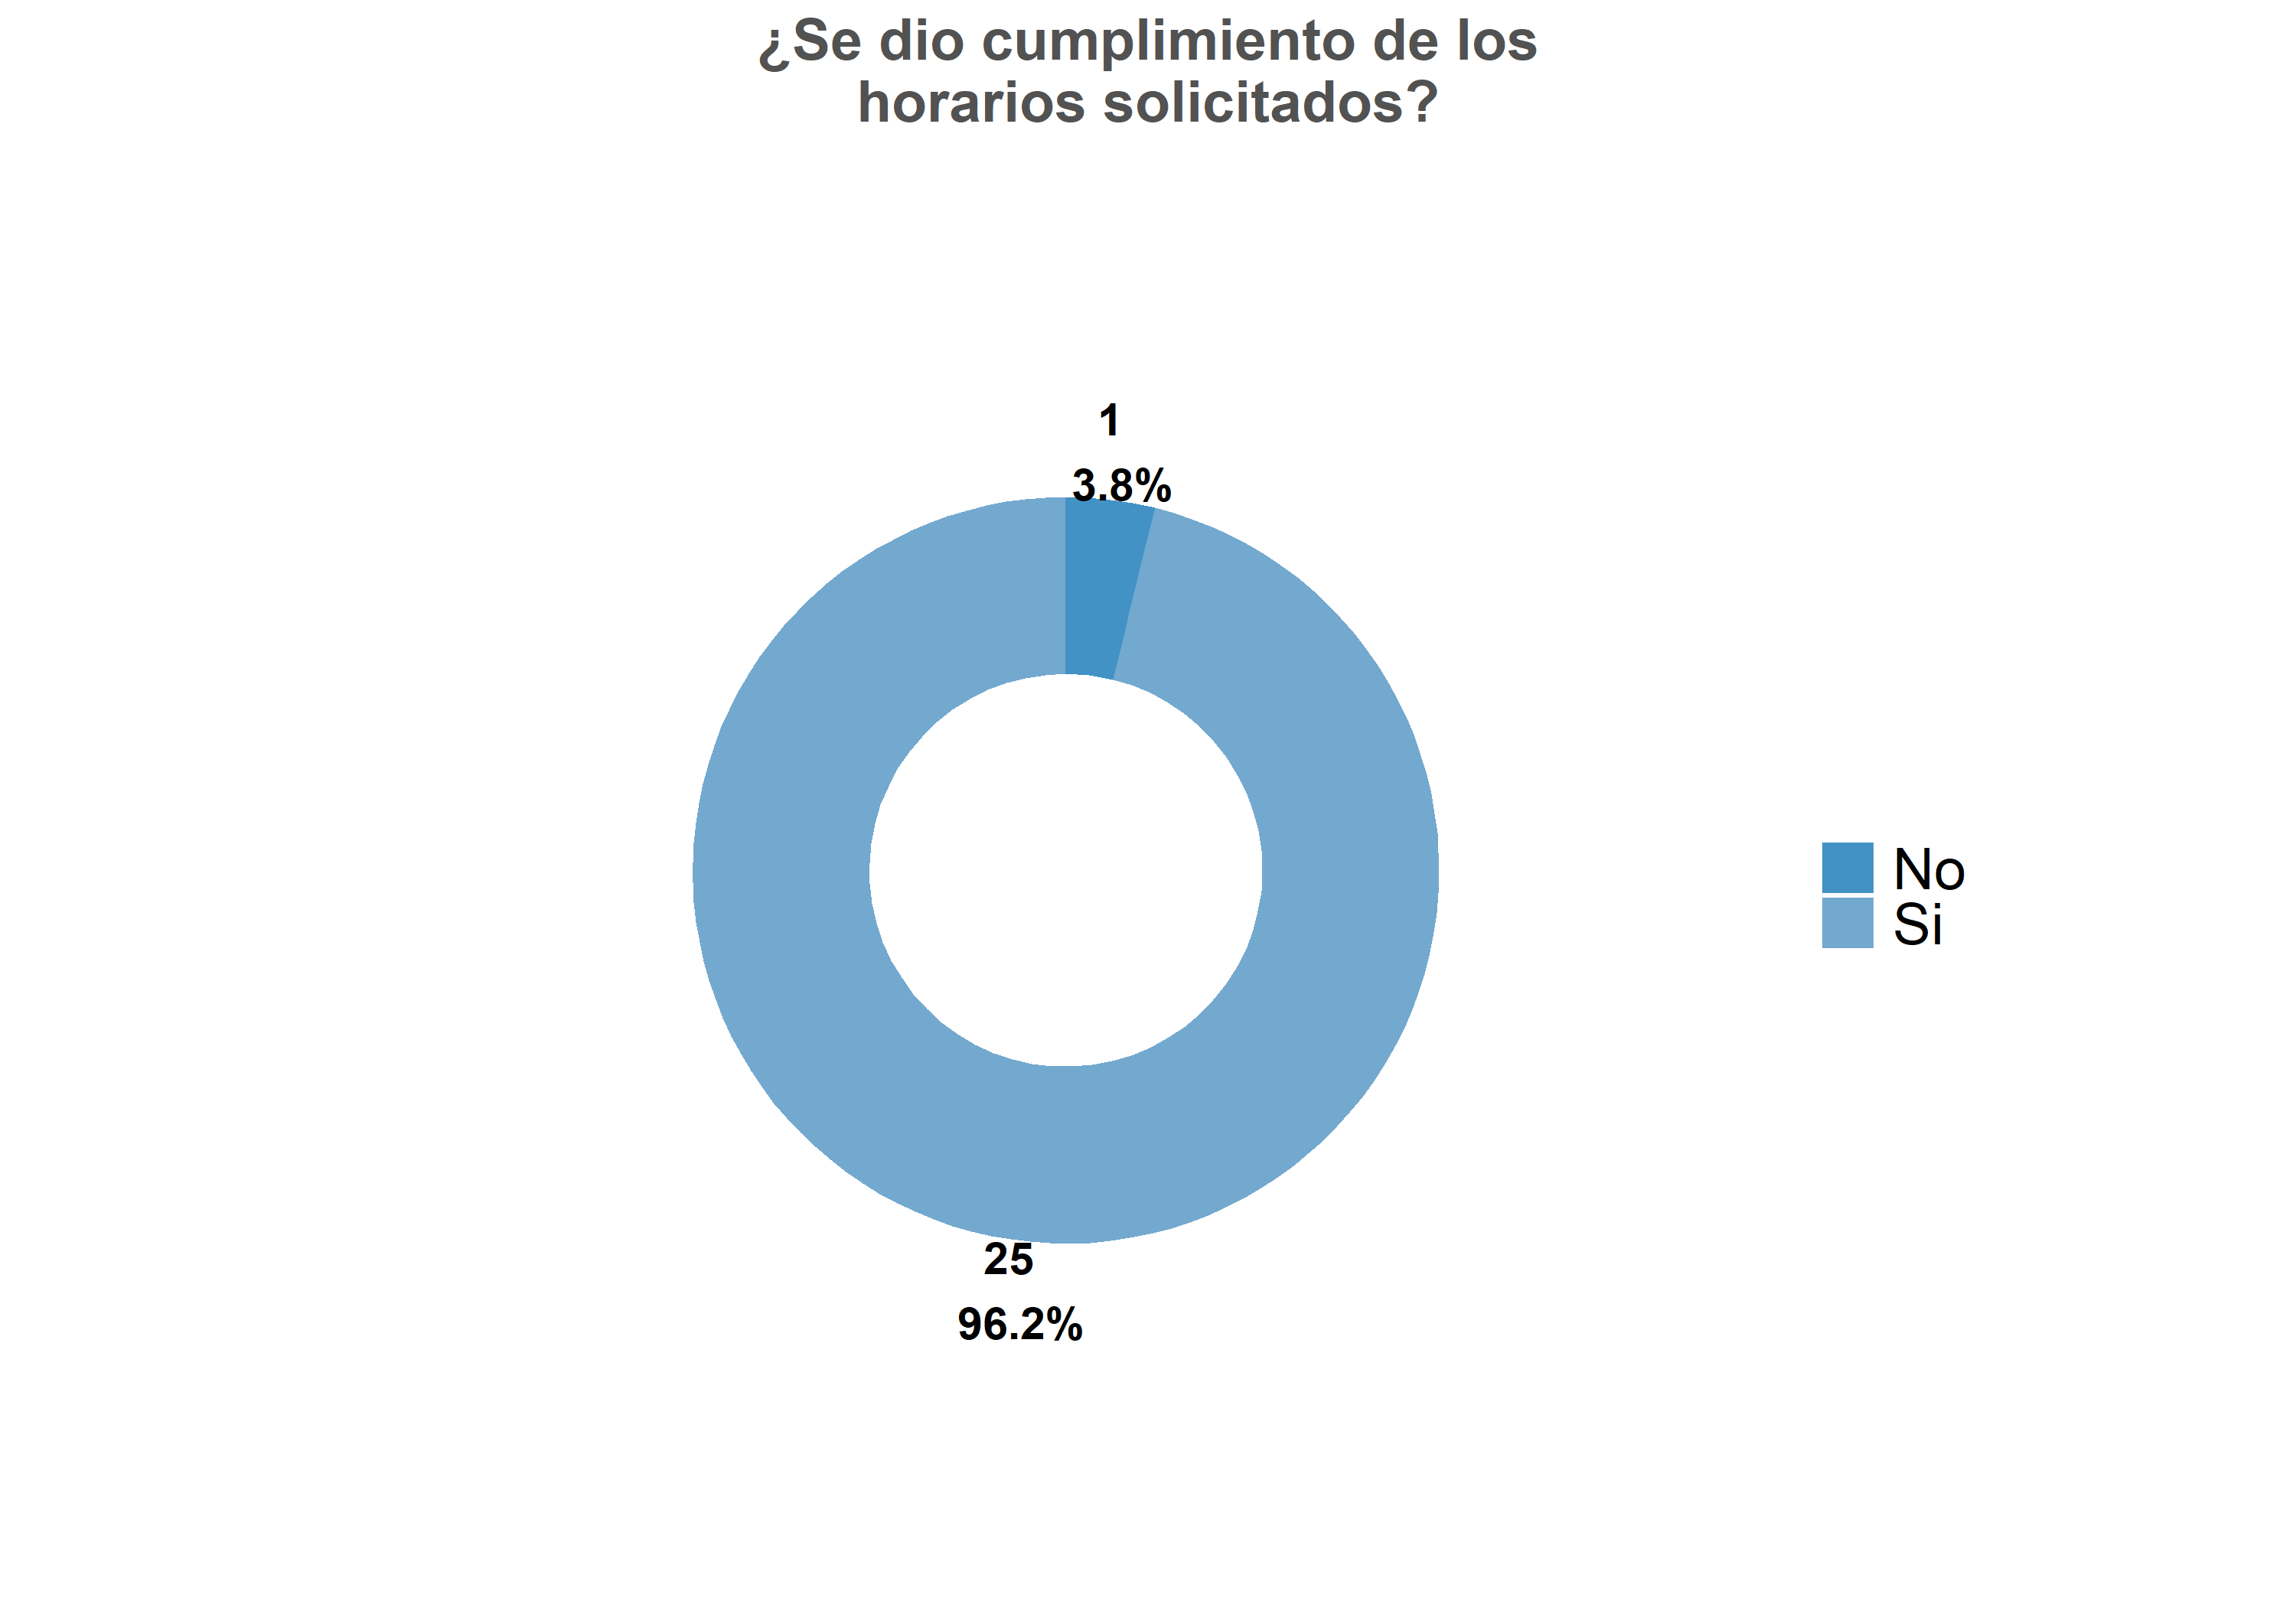 ¿Se dio cumplimiento de los
horarios solicitados?
1
3.8%
No
Si
25
96.2%